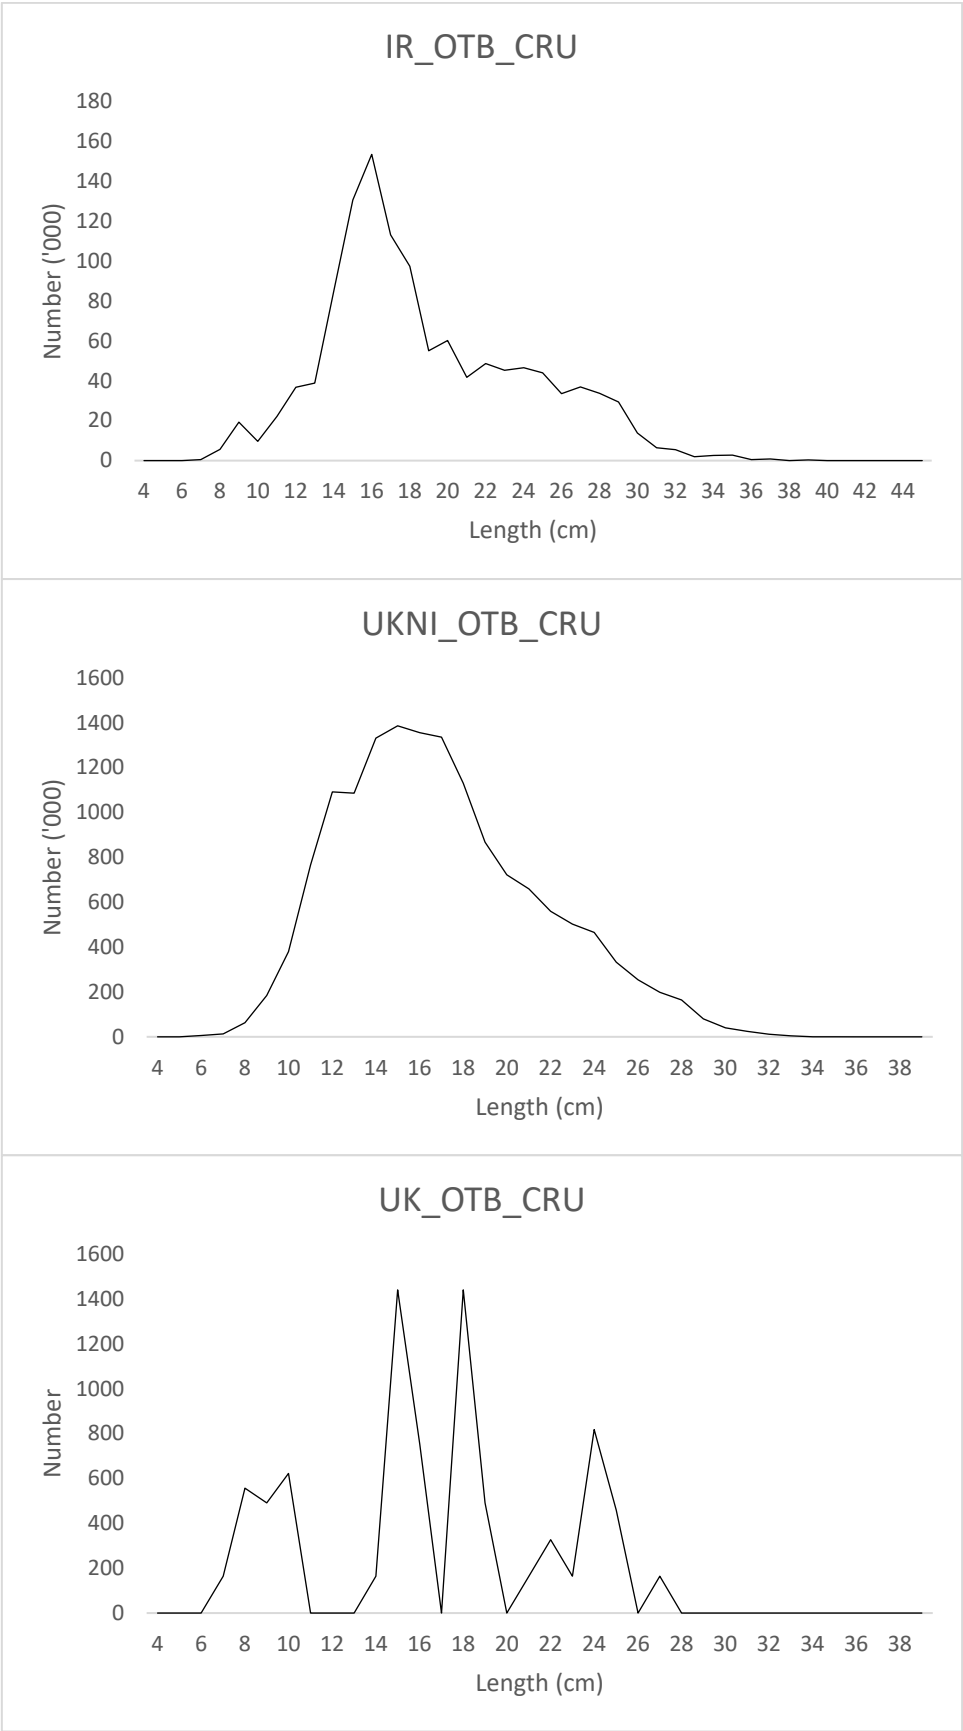 IR_OTB_CRU
180
160
140
120
100
80
60
40
20
0
Number ('000)
4 6 8 10 12 14 16 18 20 22 24 26 28 30 32 34 36 38 40 42 44
Length (cm)
UKNI_OTB_CRU
1600
1400
1200
1000
800
600
400
200
0
Number ('000)
4 6 8 10 12 14 16 18 20 22 24 26 28 30 32 34 36 38
Length (cm)
UK_OTB_CRU
1600
1400
1200
1000
800
600
400
200
0
Number
4 6 8 10 12 14 16 18 20 22 24 26 28 30 32 34 36 38
Length (cm)